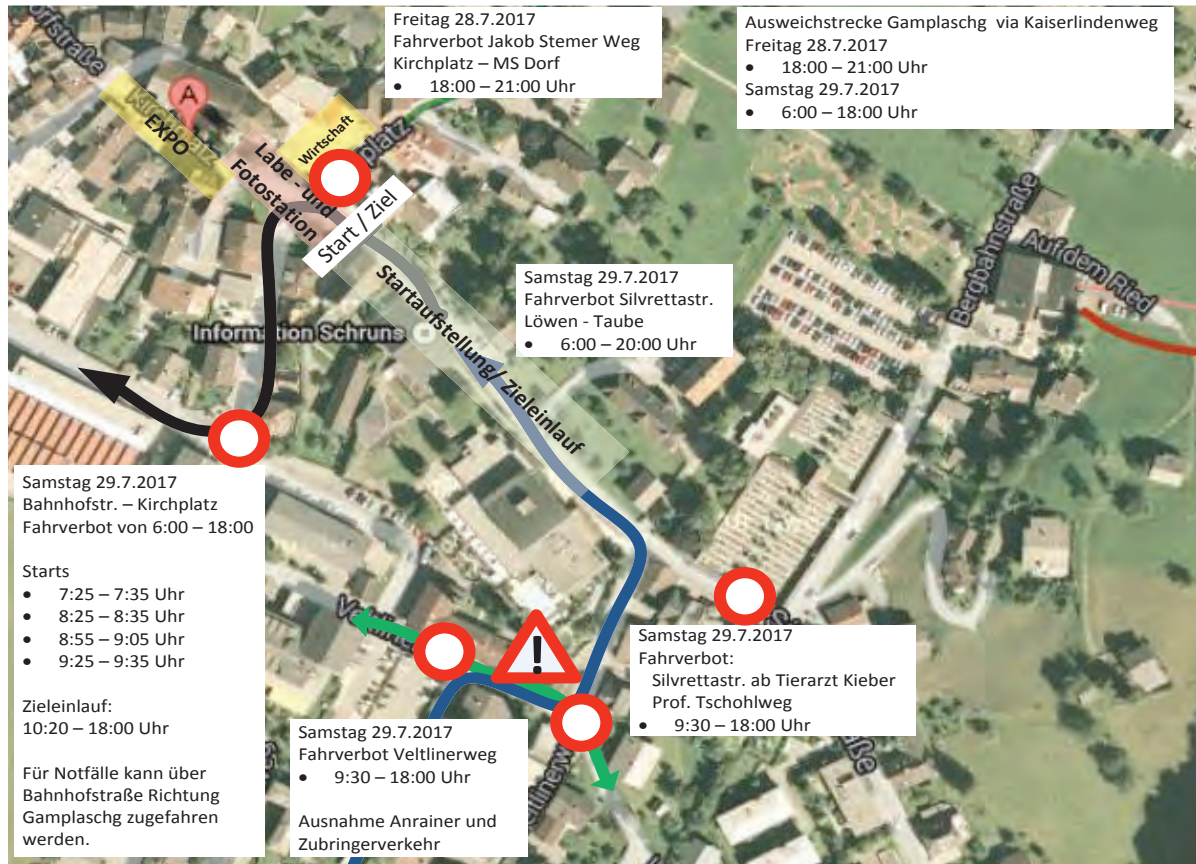 Freitag 28.7.2017
Fahrverbot Jakob Stemer Weg
Kirchplatz – MS Dorf
• 18:00 – 21:00 Uhr
Ausweichstrecke Gamplaschg via Kaiserlindenweg
Freitag 28.7.2017
• 18:00 – 21:00 Uhr
Samstag 29.7.2017
• 6:00 – 18:00 Uhr
A
EXPO
Wirtschaft
platz
Labe - und
Fotostation
Start / Ziel
Startaufstellung/ Zieleinlauf
Information Schruns
Bergbahnstraße
Auf dem Ried
Samstag 29.7.2017
Fahrverbot Silvrettastr.
Löwen - Taube
• 6:00 – 20:00 Uhr
Samstag 29.7.2017
Bahnhofstr. – Kirchplatz
Fahrverbot von 6:00 – 18:00
Starts
• 7:25 – 7:35 Uhr
• 8:25 – 8:35 Uhr
• 8:55 – 9:05 Uhr
• 9:25 – 9:35 Uhr
Zieleinlauf:
10:20 – 18:00 Uhr
Für Notfälle kann über
Bahnhofstraße Richtung
Gamplaschg zugefahren
werden.
!
Samstag 29.7.2017
Fahrverbot Veltlinerweg
• 9:30 – 18:00 Uhr
Ausnahme Anrainer und
Zubringerverkehr
Samstag 29.7.2017
Fahrverbot:
Silvrettastr. ab Tierarzt Kieber
Prof. Tschohlweg
• 9:30 – 18:00 Uhr